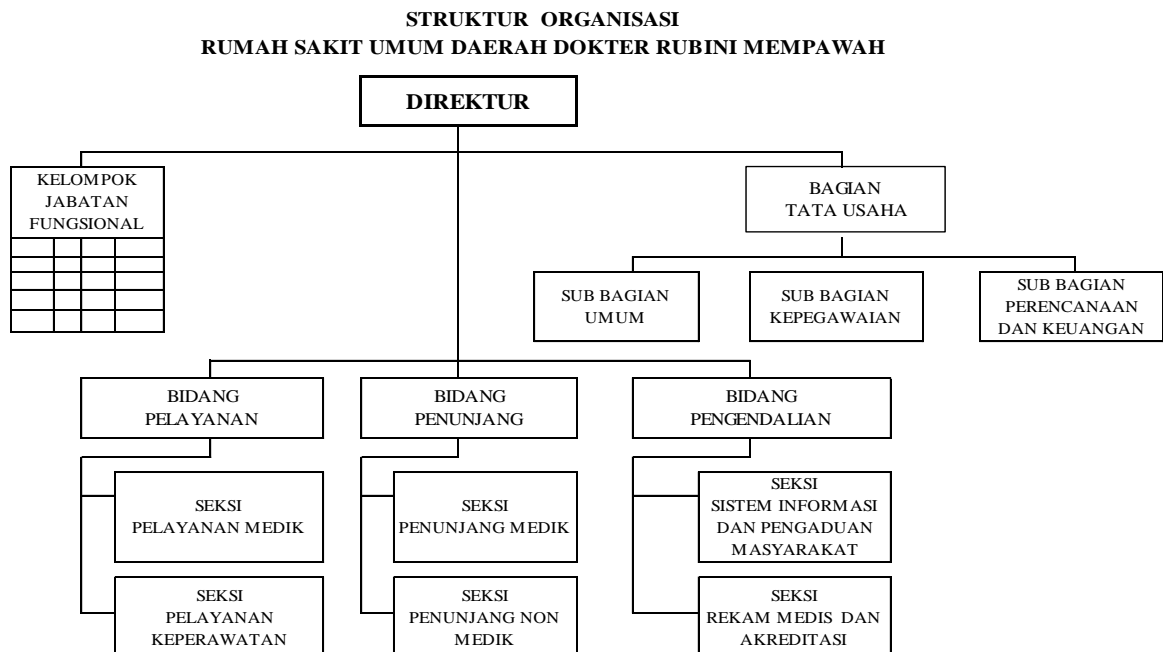 STRUKTUR ORGANISASI
RUMAH SAKIT UMUM DAERAH DOKTER RUBINI MEMPAWAH
DIREKTUR
KELOMPOK
JABATAN
FUNGSIONAL
BAGIAN
TATA USAHA
SUB BAGIAN
UMUM
SUB BAGIAN
KEPEGAWAIAN
SUB BAGIAN
PERENCANAAN
DAN KEUANGAN
BIDANG
PELAYANAN
BIDANG
PENUNJANG
BIDANG
PENGENDALIAN
SEKSI
PELAYANAN MEDIK
SEKSI
PENUNJANG MEDIK
SEKSI
SISTEM INFORMASI
DAN PENGADUAN
MASYARAKAT
SEKSI
PELAYANAN
KEPERAWATAN
SEKSI
PENUNJANG NON
MEDIK
SEKSI
REKAM MEDIS DAN
AKREDITASI